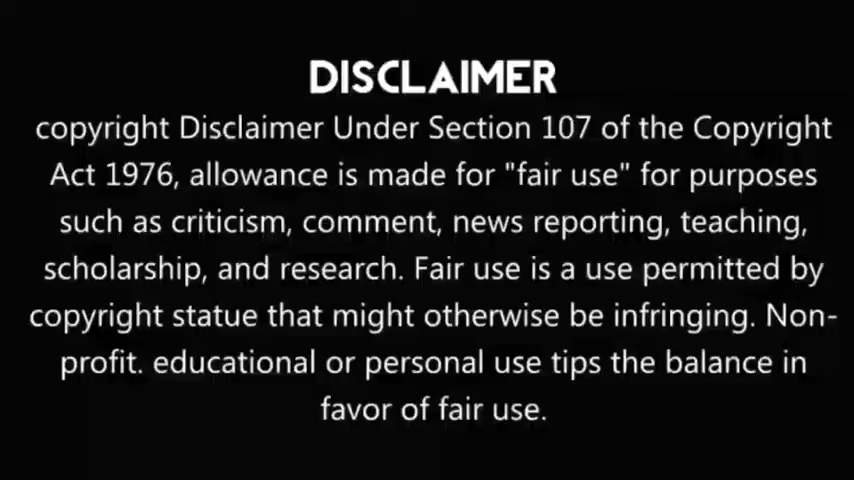 DISCLAIMER
copyright Disclaimer Under Section 107 of the Copyright
Act 1976, allowance is made for "fair use" for purposes
such as criticism, comment, news reporting, teaching,
scholarship, and research. Fair use is a use permitted by
copyright statue that might otherwise be infringing. Non-
profit. educational or personal use tips the balance in
favor of fair use.